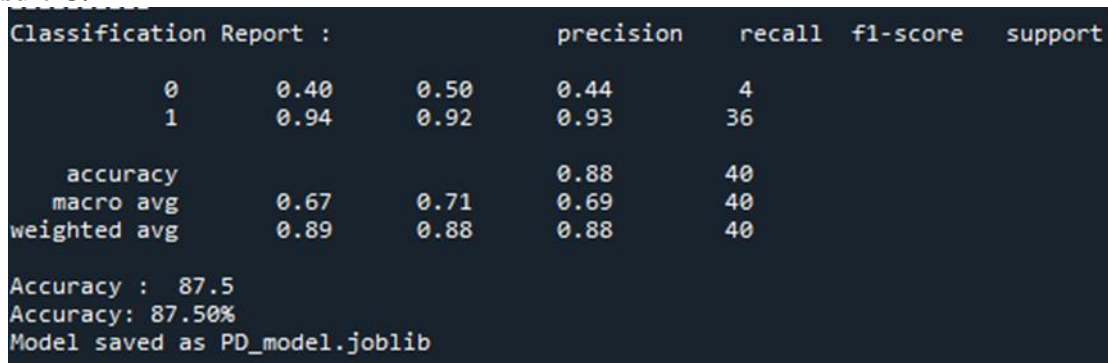 Classification Report :               precision    recall  f1-score   support
0       0.40      0.50      0.44         4
1       0.94      0.92      0.93        36
accuracy                           0.88        40
macro avg       0.67      0.71      0.69        40
weighted avg       0.89      0.88      0.88        40
Accuracy :  87.5
Accuracy: 87.50%
Model saved as PD_model.joblib